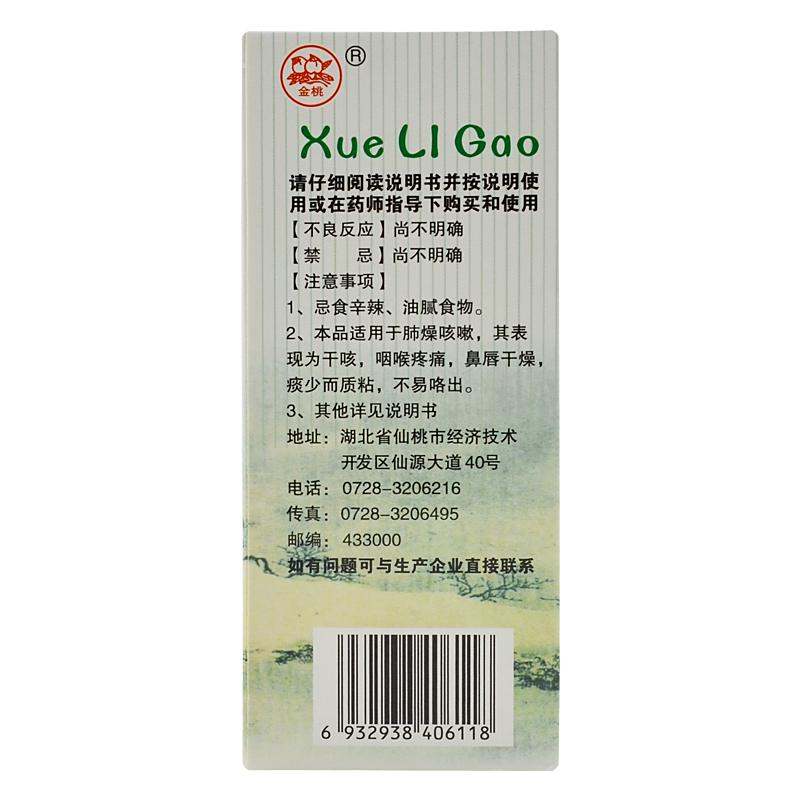 金桃
®
Xue LI Gao
请仔细阅读说明书并按说明使
用或在药师指导下购买和使用
【不良反应】尚不明确
【禁　　忌】尚不明确
【注意事项】
1、忌食辛辣、油腻食物。
2、本品适用于肺燥咳嗽，其表
现为干咳，咽喉疼痛，鼻唇干燥，
痰少而质粘，不易咯出。
3、其他详见说明书
地址：湖北省仙桃市经济技术
开发区仙源大道40号
电话：0728-3206216
传真：0728-3206495
邮编：433000
如有问题可与生产企业直接联系
6 932938 406118